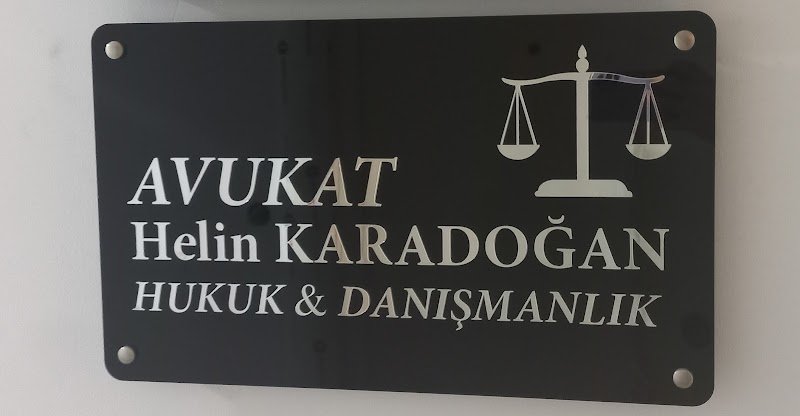 AVUKAT
Helin KARADOĞAN
HUKUK & DANIŞMANLIK